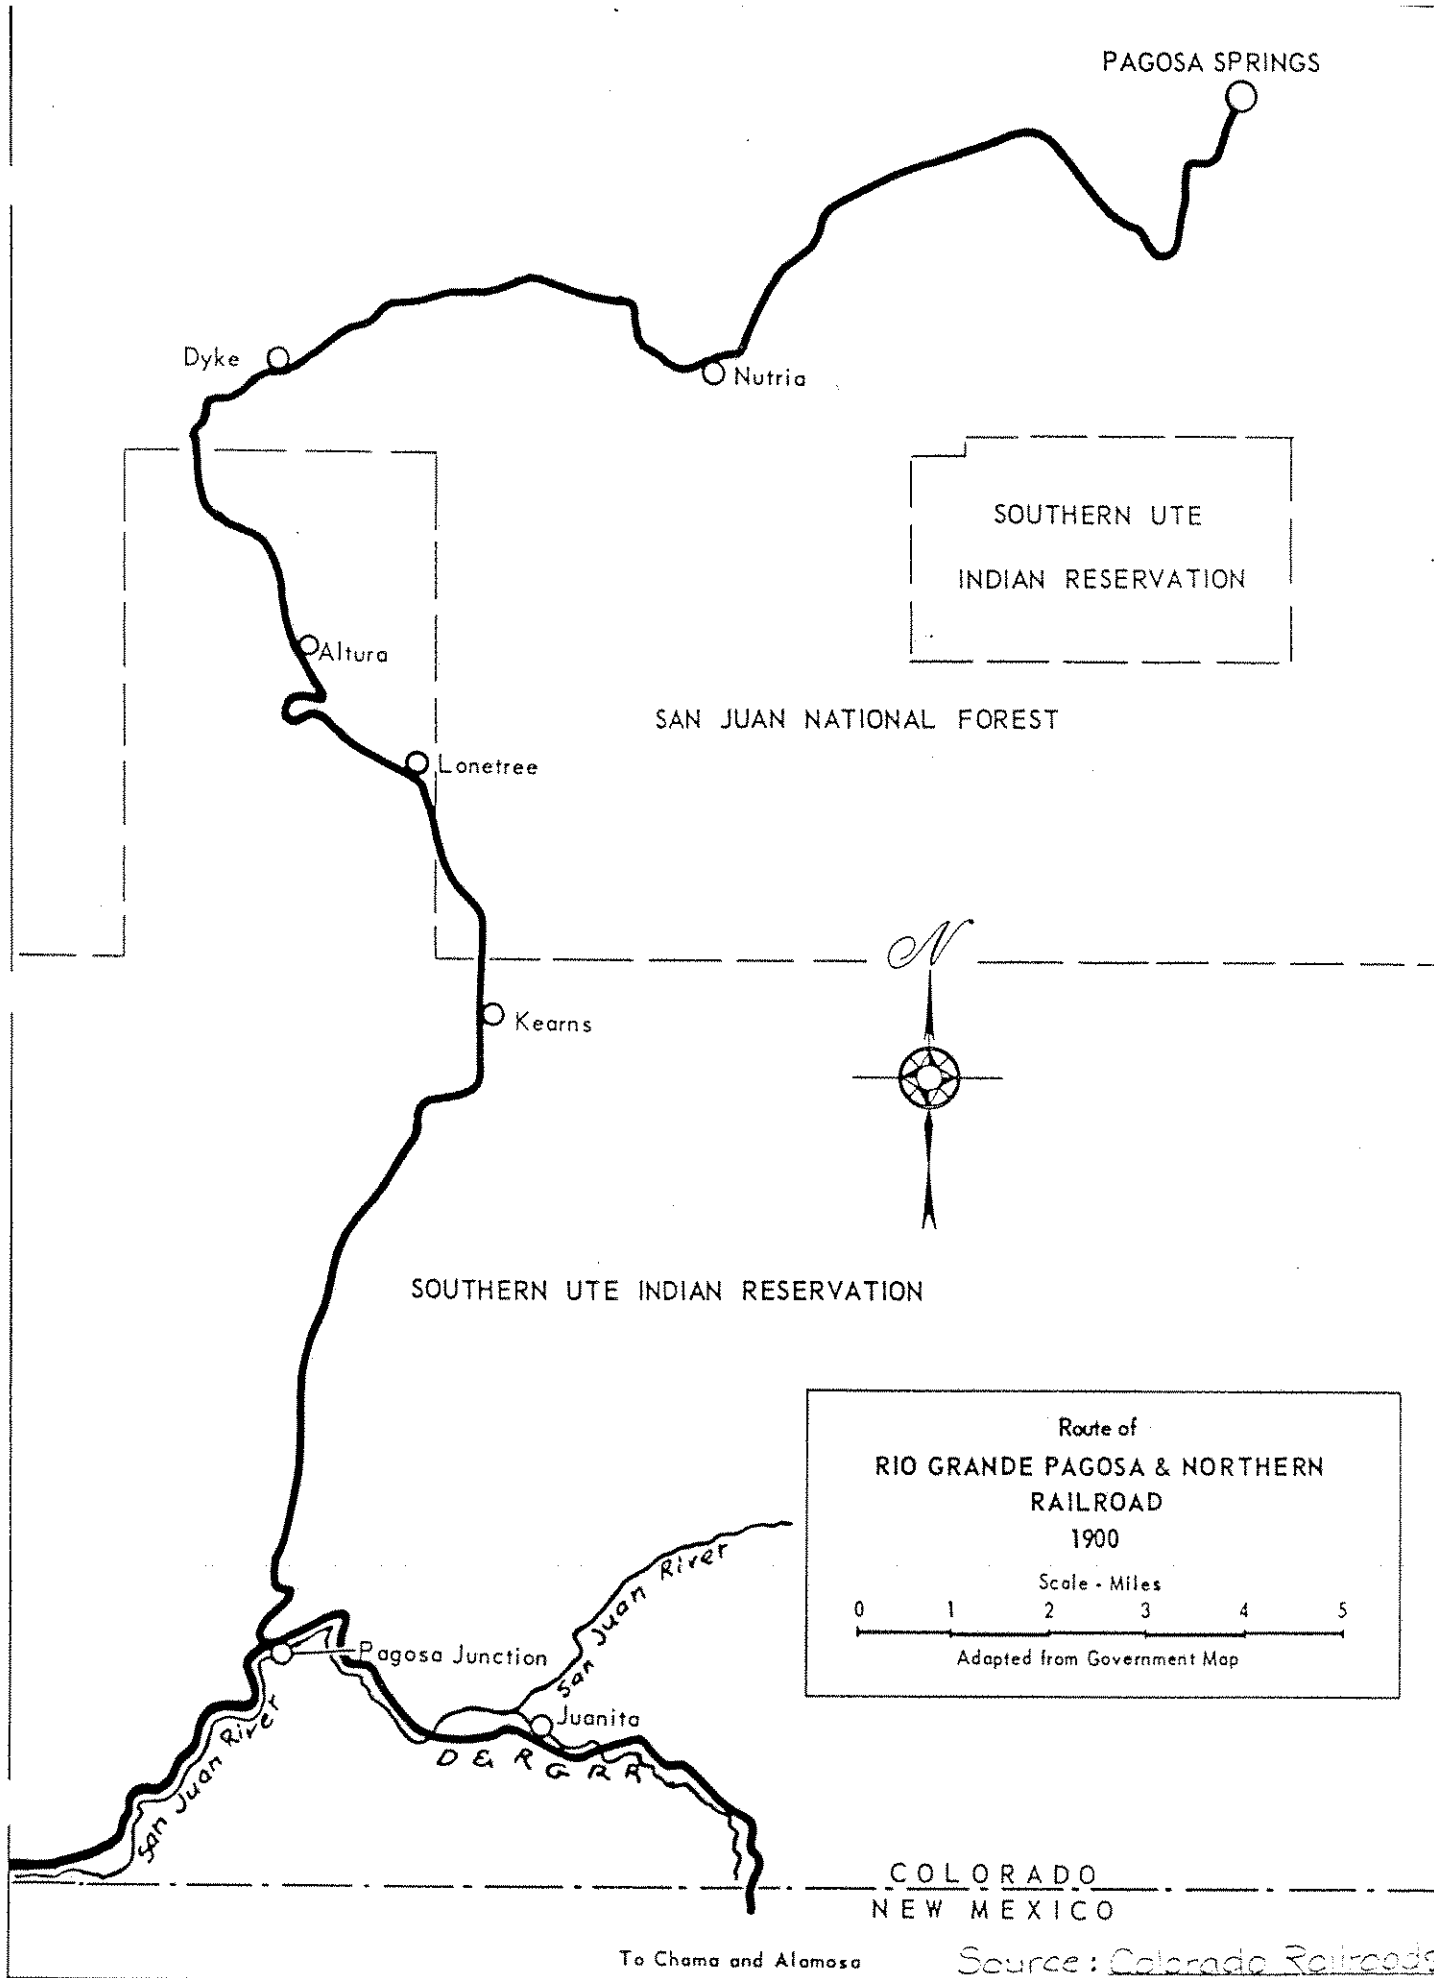 PAGOSA SPRINGS
Dyke
Nutria
SOUTHERN UTE
INDIAN RESERVATION
Altura
SAN JUAN NATIONAL FOREST
Lonetree
N
Kearns
SOUTHERN UTE INDIAN RESERVATION
Route of
RIO GRANDE PAGOSA & NORTHERN
RAILROAD
1900
Scale - Miles
0 1 2 3 4 5
Adapted from Government Map
San Juan River
Pagosa Junction
Juanita
San Juan River
D & R G R R
COLORADO
NEW MEXICO
To Chama and Alamosa
Source: Colorado Railroads